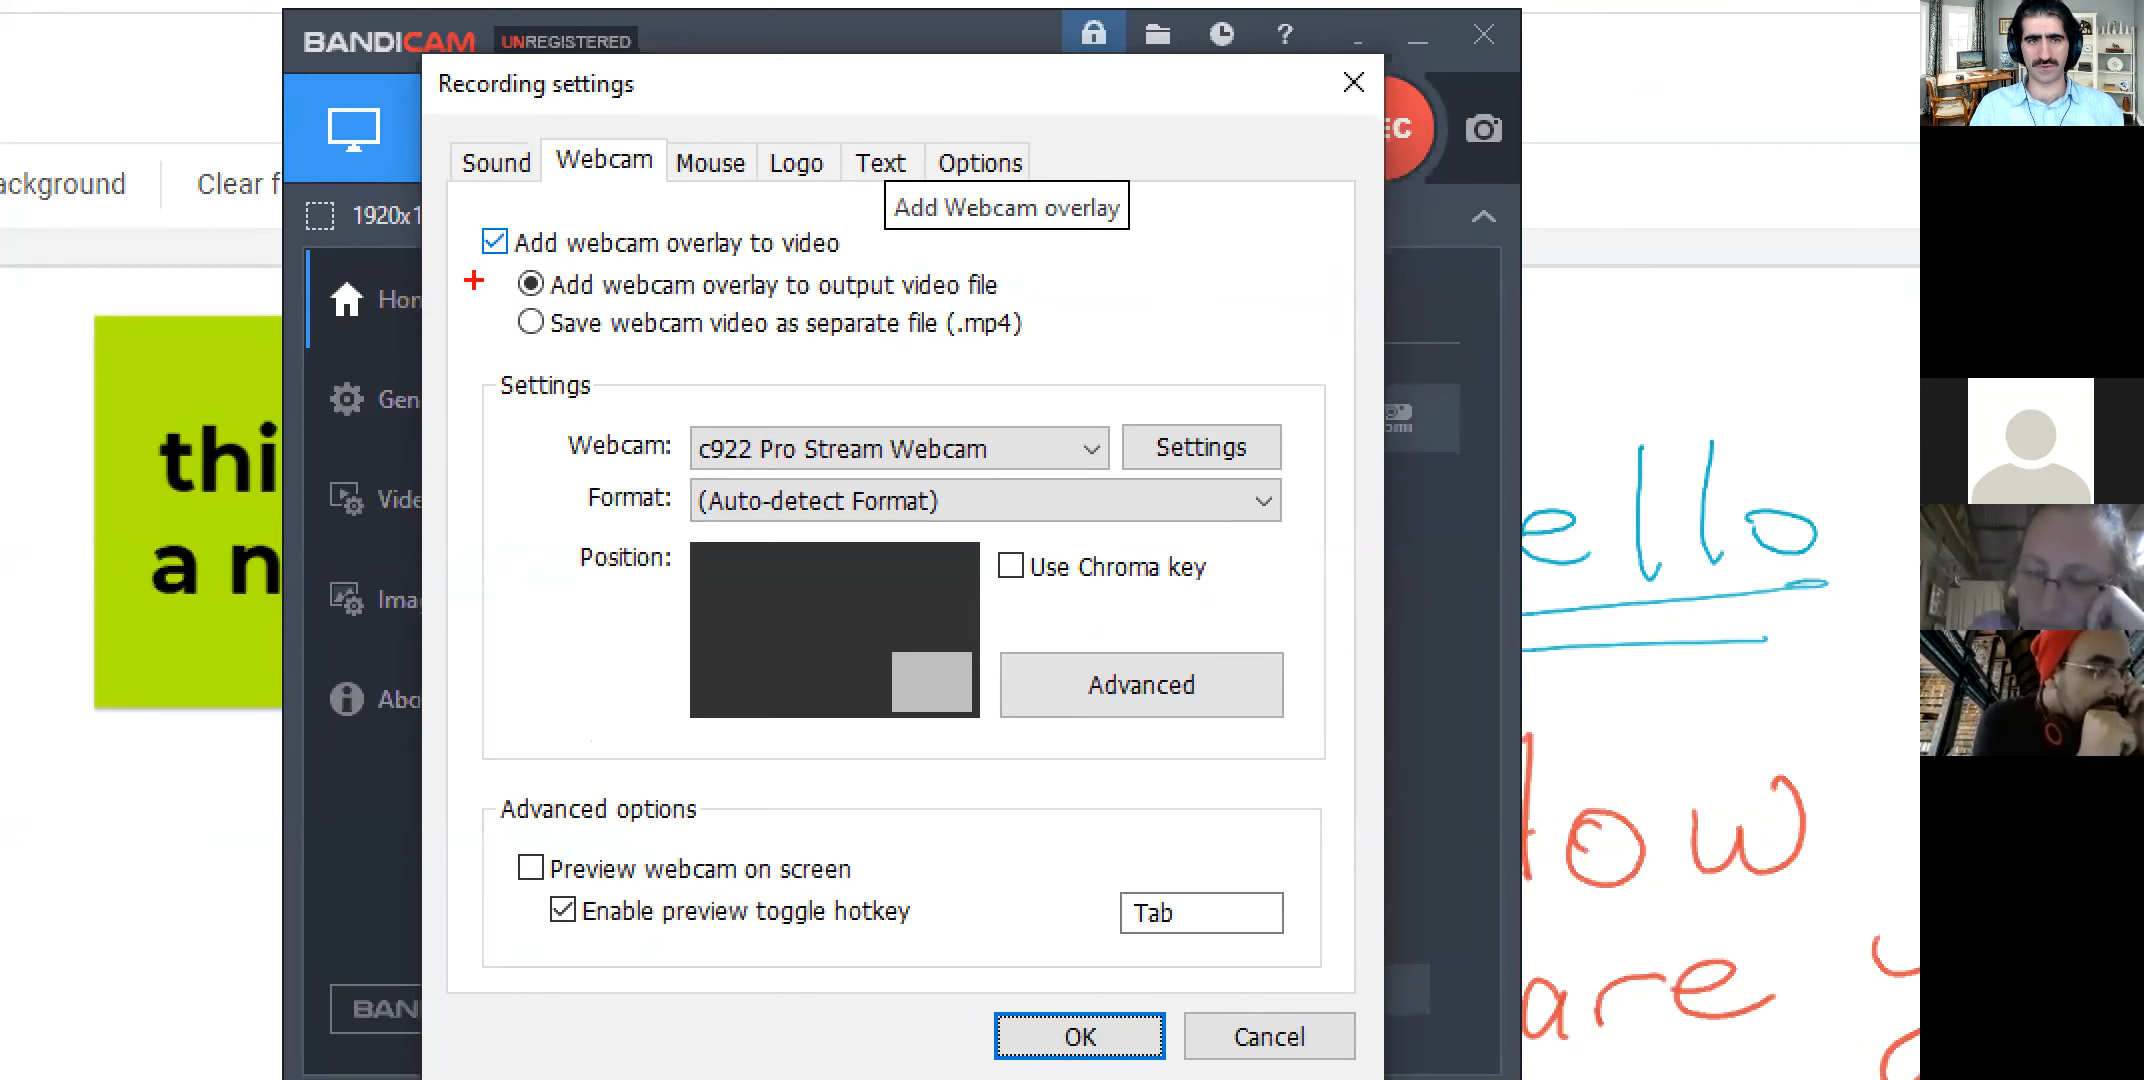 BANDICAM UNREGISTERED
Recording settings
EC
ackground
Clear f
Sound
Webcam
Mouse
Logo
Text
Options
Add Webcam overlay
1920x1
Add webcam overlay to video
Add webcam overlay to output video file
Save webcam video as separate file (.mp4)
Hon
Gen
Vide
Imag
Abo
Settings
Webcam:
c922 Pro Stream Webcam
Settings
Format:
(Auto-detect Format)
Position:
Use Chroma key
Advanced
Advanced options
Preview webcam on screen
Enable preview toggle hotkey
Tab
OK
Cancel
BAN
thi
a n
ello
How
are